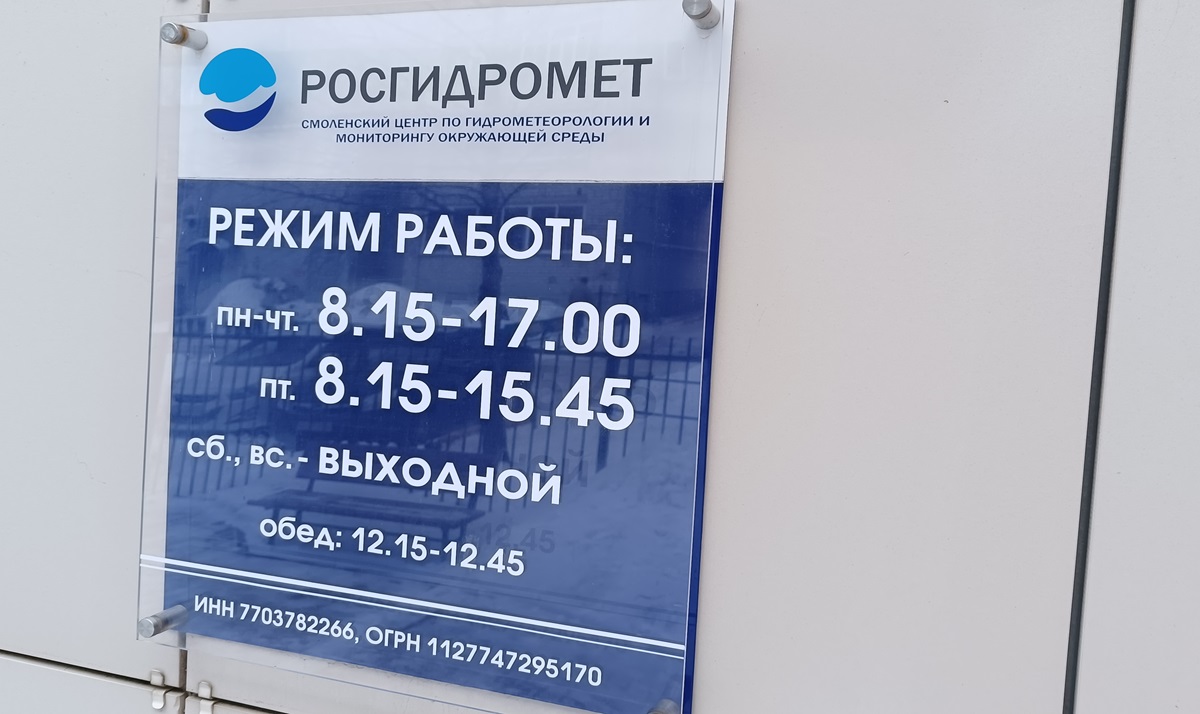 РОСГИДРОМЕТ
СМОЛЕНСКИЙ ЦЕНТР ПО ГИДРОМЕТЕОРОЛОГИИ И
МОНИТОРИНГУ ОКРУЖАЮЩЕЙ СРЕДЫ
РЕЖИМ РАБОТЫ:
пн-чт. 8.15-17.00
пт. 8.15-15.45
сб., вс. - ВЫХОДНОЙ
обед: 12.15-12.45
ИНН 7703782266, ОГРН 1127747295170